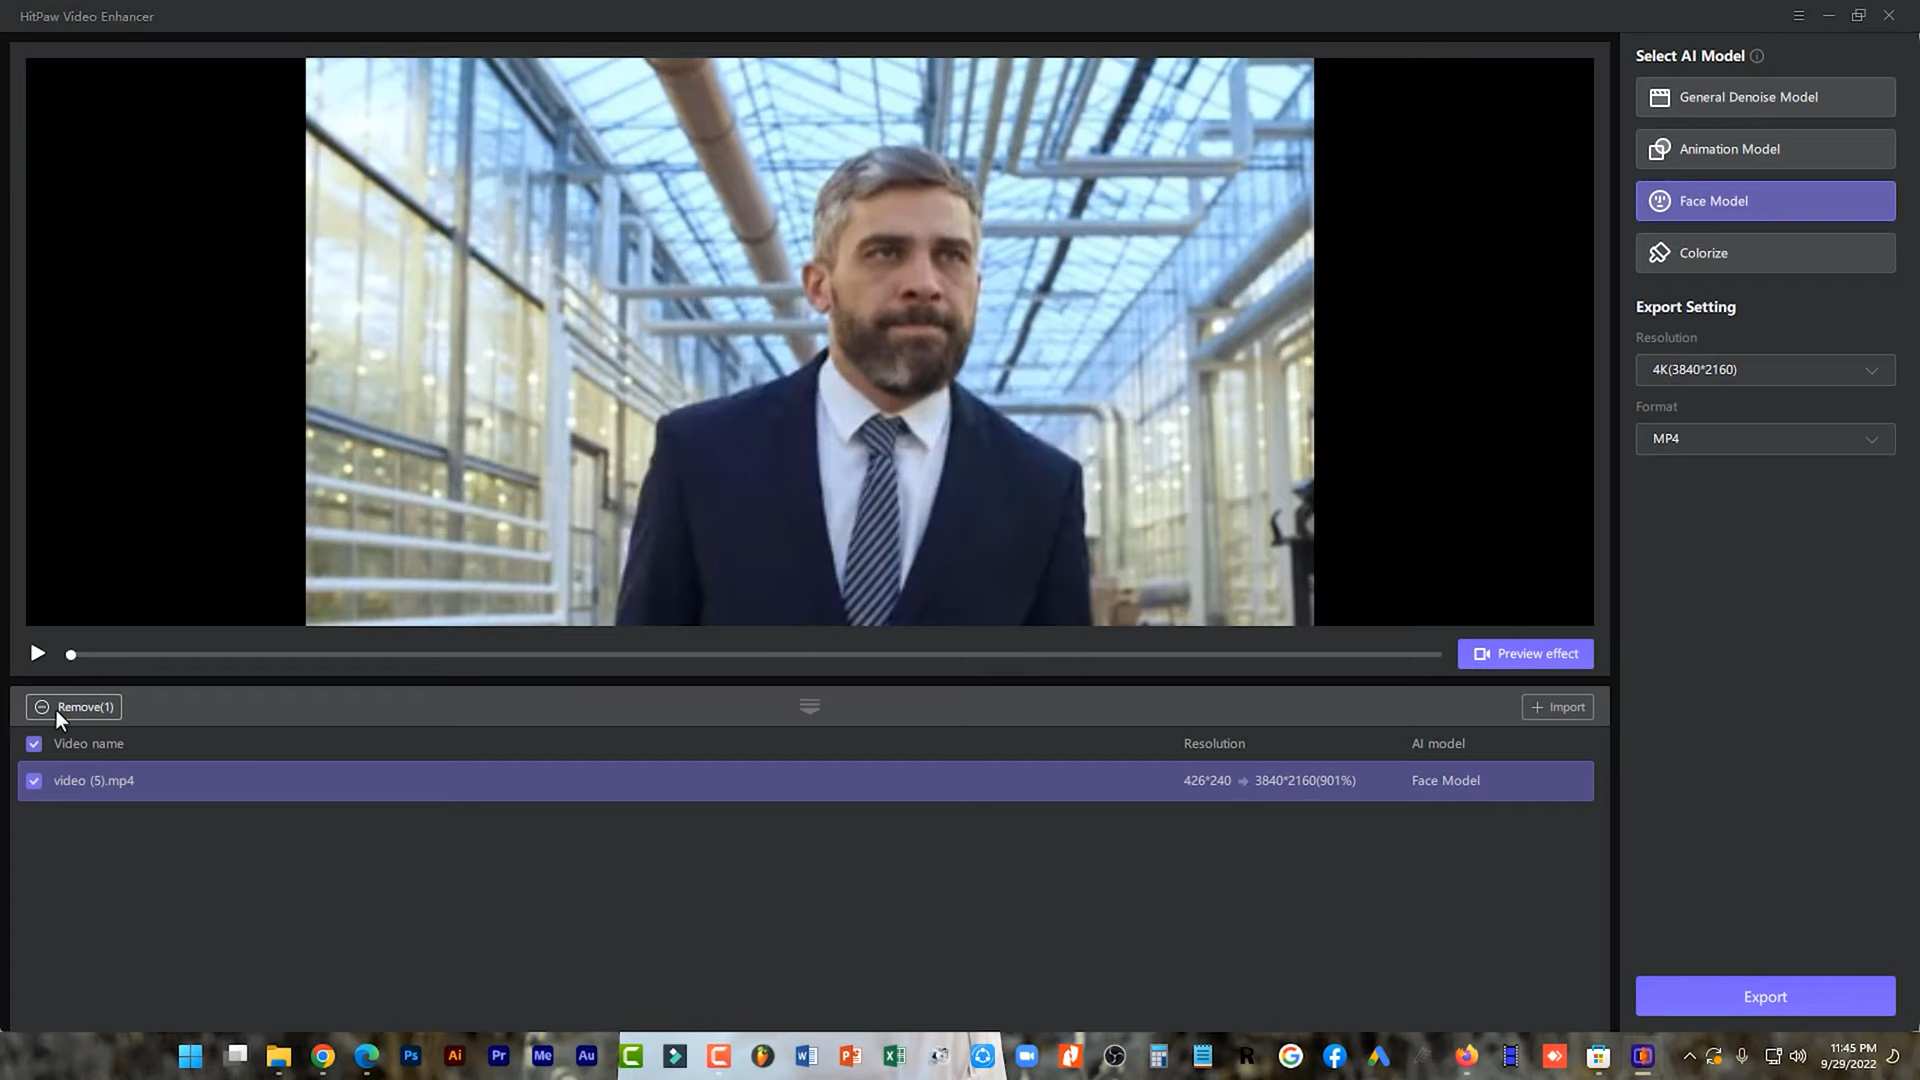 HitPaw Video Enhancer
Select AI Model
General Denoise Model
Animation Model
Face Model
Colorize
Export Setting
Resolution
4K(3840*2160)
Format
MP4
Preview effect
Remove(1)
Import
Video name
Resolution
AI model
video (5).mp4
426*240
3840*2160(901%)
Face Model
Export
Ps
Ai
Pr
Me
Au
11:45 PM
9/29/2022